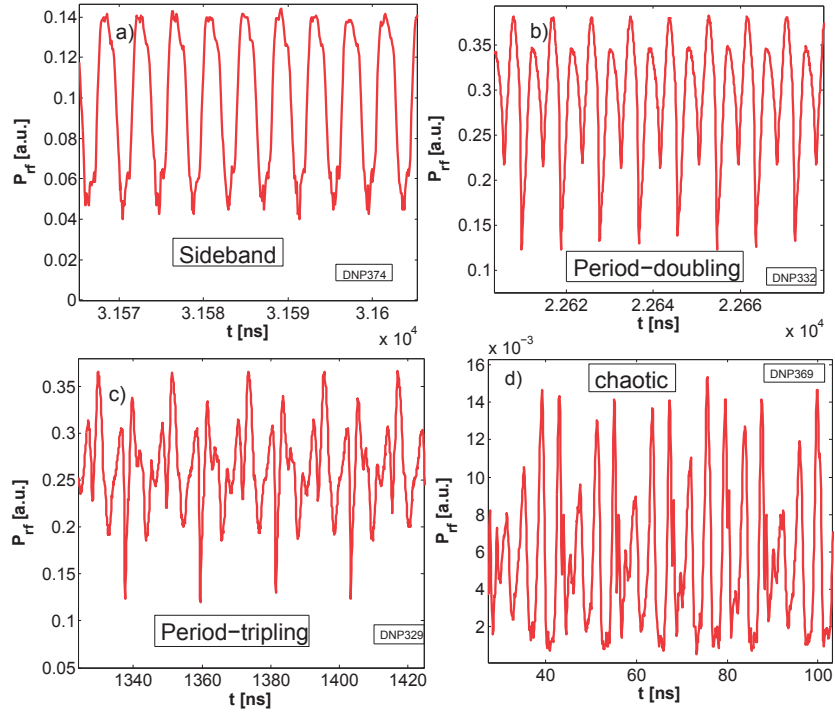 a)
P_rf [a.u.]
0.14
0.12
0.1
0.08
0.06
0.04
0.02
0
Sideband
DNP374
3.157
3.158
3.159
3.16
t [ns]
x 10^4
b)
P_rf [a.u.]
0.35
0.3
0.25
0.2
0.15
0.1
Period-doubling
DNP332
2.262
2.264
2.266
t [ns]
x 10^4
c)
P_rf [a.u.]
0.35
0.3
0.25
0.2
0.15
0.1
0.05
Period-tripling
DNP329
1340
1360
1380
1400
1420
t [ns]
x 10^-3
d)
chaotic
DNP369
P_rf [a.u.]
16
14
12
10
8
6
4
2
40
60
80
100
t [ns]